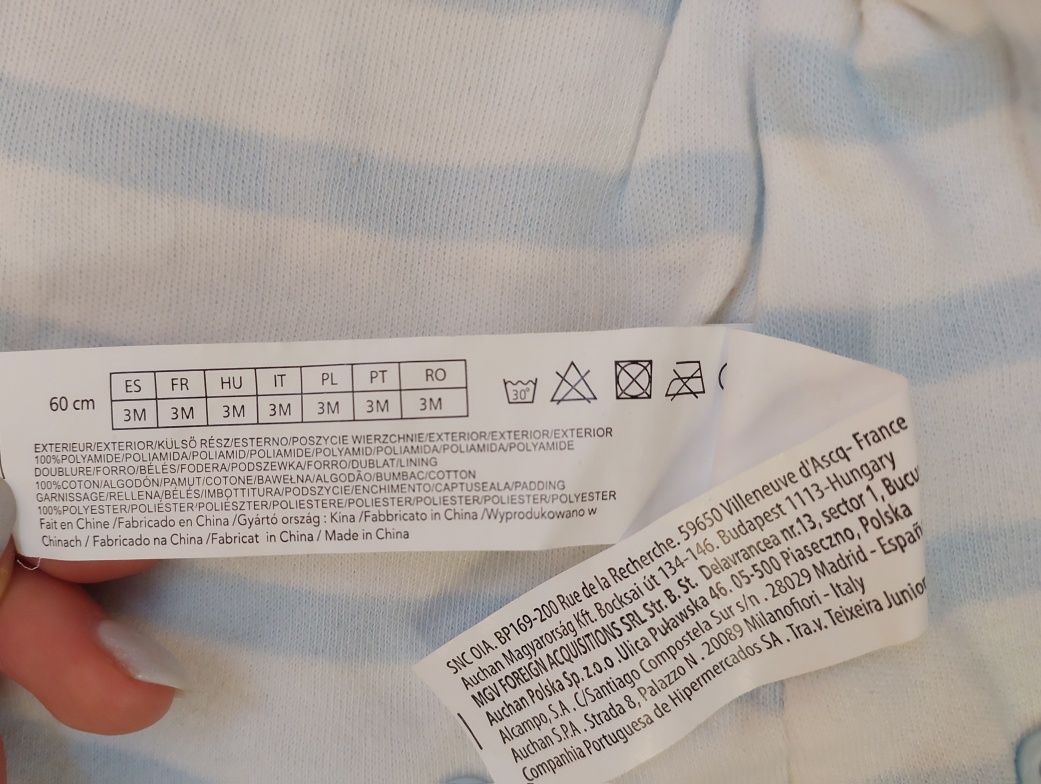 60 cm
ES FR HU IT PL PT RO
3M 3M 3M 3M 3M 3M 3M
30°
EXTERIEUR/EXTERIOR/KÜLSŐ RÉSZ/ESTERNO/POSZYCIE WIERZCHNIE/EXTERIOR/EXTERIOR/EXTERIOR
100%POLYAMIDE/POLIAMIDA/POLIAMID/POLIAMIDE/POLYAMID/POLIAMIDA/POLIAMIDA/POLYAMIDE
DOUBLURE/FORRO/BÉLÉS/FODERA/PODSZEWKA/FORRO/DUBLAT/LINING
100%COTON/ALGODÓN/PAMUT/COTONE/BAWEŁNA/ALGODÃO/BUMBAC/COTTON
GARNISSAGE/RELLENA/BÉLÉS/IMBOTTITURA/PODSZYCIE/ENCHIMENTO/CAPTUSEALA/PADDING
100%POLYESTER/POLIÉSTER/POLIÉSZTER/POLIESTERE/POLIESTER/POLIESTER/POLIESTER/POLYESTER
Fait en Chine /Fabricado en China /Gyártó ország : Kína /Fabbricato in China /Wyprodukowano w
Chinach / Fabricado na China /Fabricat in China / Made in China
SNC OIA. BP169-200 Rue de la Recherche. 59650 Villeneuve d'Ascq- France
Auchan Magyarorság Kft. Bocksai út 134-146. Budapest 1113-Hungary
MGV FOREIGN ACQUISITIONS SRL Str. B. St. Delavrancea nr.13, sector 1, Bucu
Auchan Polska Sp. z.o.o .Ulica Puławska 46. 05-500 Piaseczno, Polska
Alcampo, S.A . C/Santiago Compostela Sur s/n . 28029 Madrid - Españ
Auchan S.P.A . Strada 8, Palazzo N . 20089 Milanofiori - Italy
Companhia Portuguesa de Hipermercados SA . Tra.v. Teixeira Junior